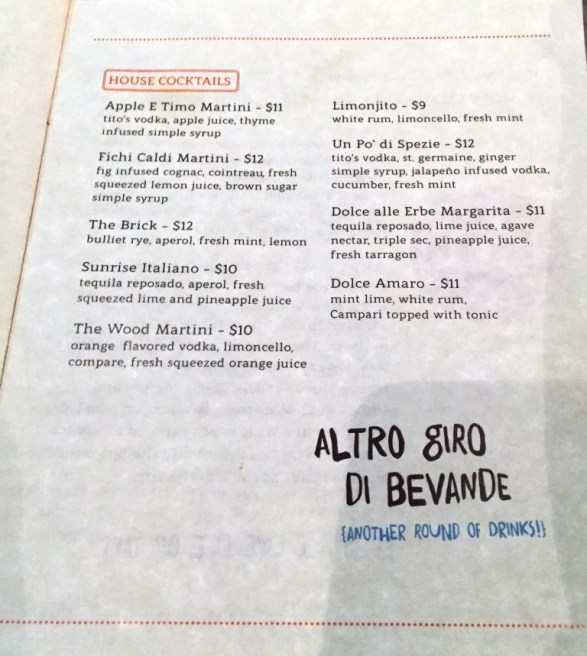 HOUSE COCKTAILS
Apple E Timo Martini - $11
tito's vodka, apple juice, thyme
infused simple syrup
Fichi Caldi Martini - $12
fig infused cognac, cointreau, fresh
squeezed lemon juice, brown sugar
simple syrup
The Brick - $12
bulliet rye, aperol, fresh mint, lemon
Sunrise Italiano - $10
tequila reposado, aperol, fresh
squeezed lime and pineapple juice
The Wood Martini - $10
orange flavored vodka, limoncello,
compare, fresh squeezed orange juice
Limonjito - $9
white rum, limoncello, fresh mint
Un Po' di Spezie - $12
tito's vodka, st. germaine, ginger
simple syrup, jalapeño infused vodka,
cucumber, fresh mint
Dolce alle Erbe Margarita - $11
tequila reposado, lime juice, agave
nectar, triple sec, pineapple juice,
fresh tarragon
Dolce Amaro - $11
mint lime, white rum,
Campari topped with tonic
ALTRO GIRO
DI BEVANDE
{ANOTHER ROUND OF DRINKS!}